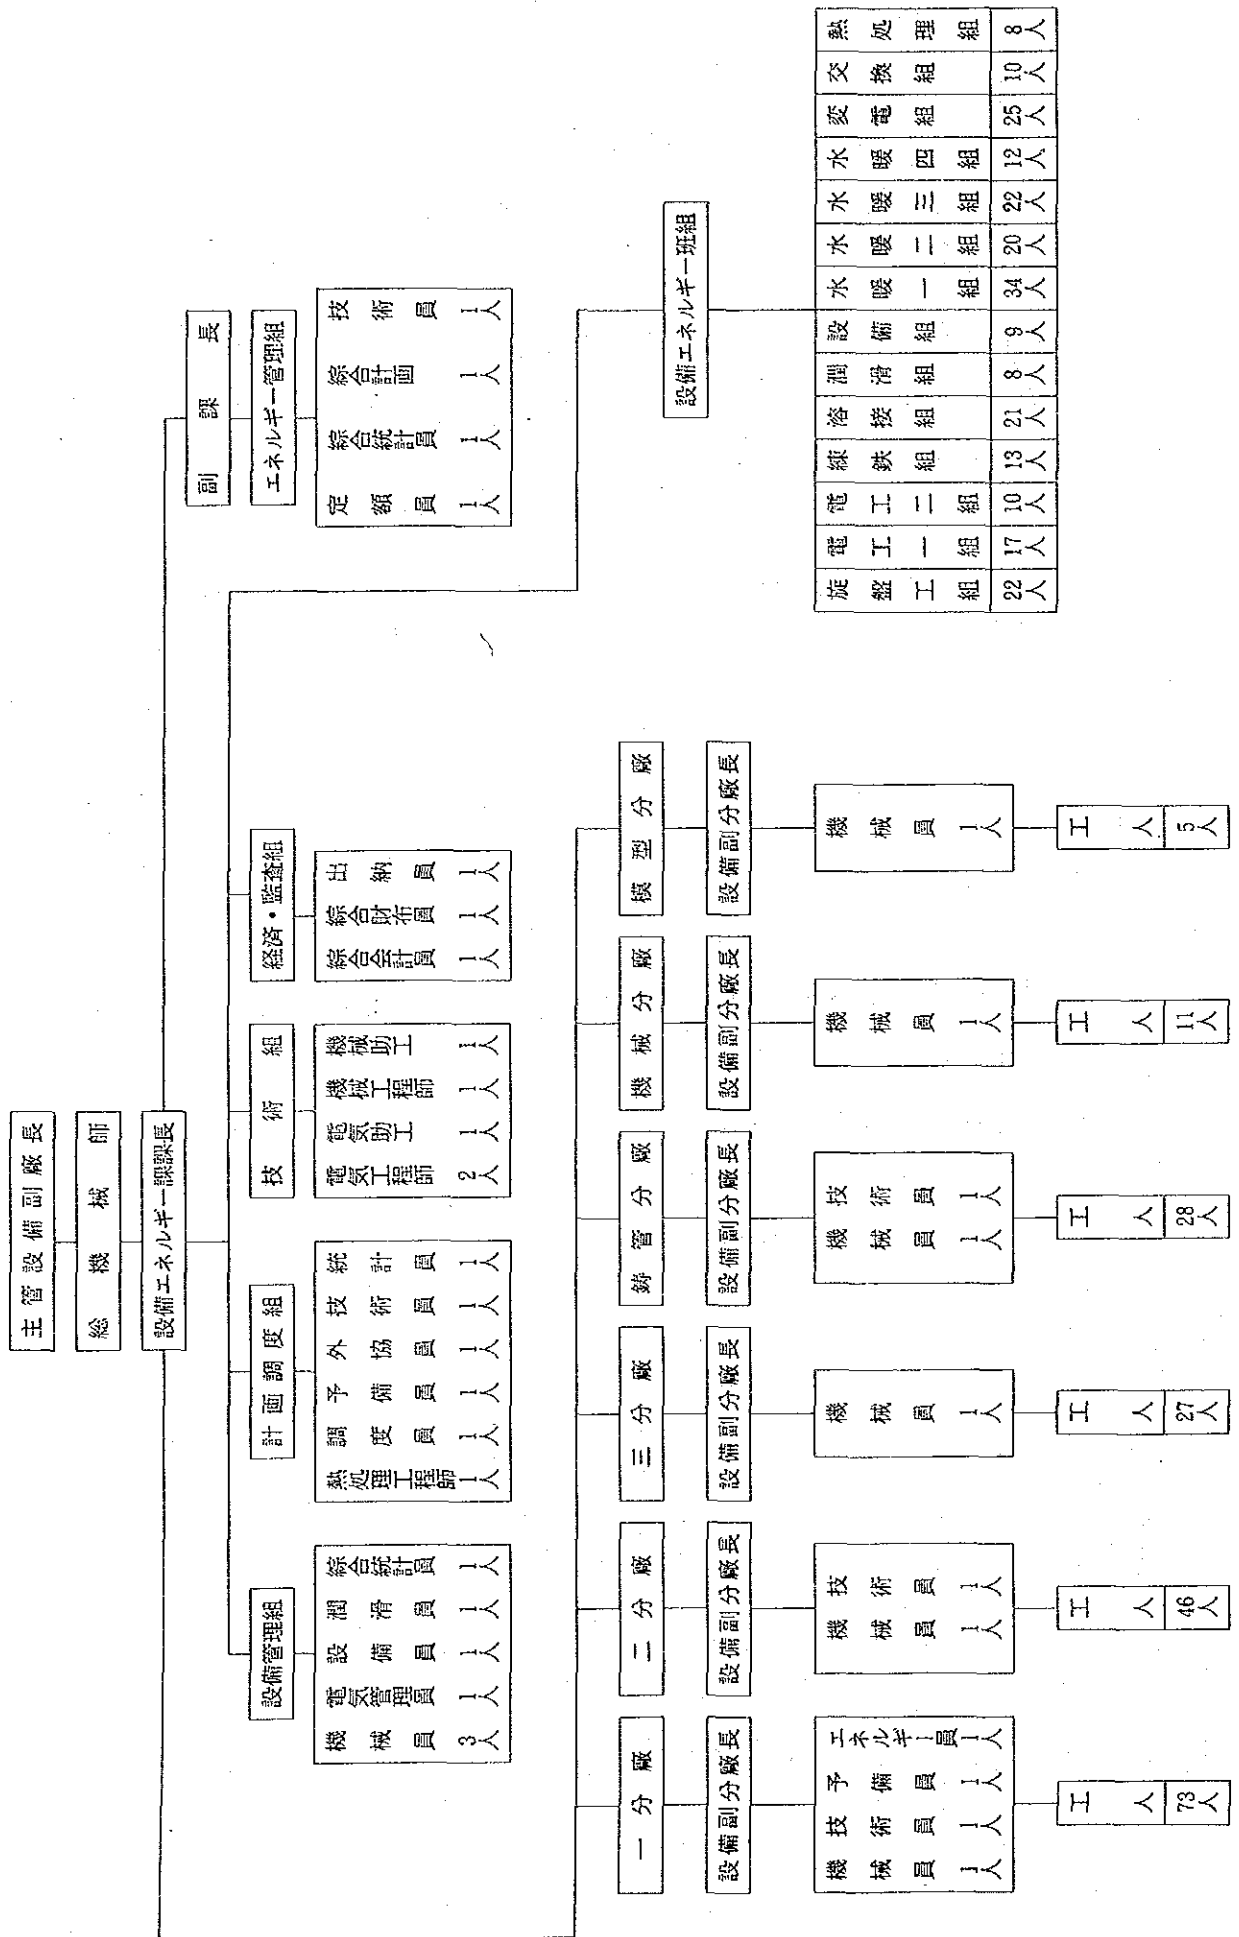 主管設備副廠長
総機械師
設備エネルギー課課長
副課長
エネルギー管理組
定額員 1人
綜合統計員 1人
綜合計画 1人
技術員 1人
設備管理組
機械員 3人
電気管理員 1人
設備員 1人
潤滑員 1人
綜合統計員 1人
計画調度組
熱処理工程師 1人
調度員 1人
予備員 1人
外協員 1人
技術員 1人
統計員 1人
技術組
電気工程師 2人
電気助工 1人
機械工程師 1人
機械助工 1人
経済・監査組
綜合会計員 1人
綜合財布員 1人
出納員 1人
一分廠
設備副分廠長
機械員 1人
技術員 1人
予備員 1人
エネルギー員 1人
工人
73人
二分廠
設備副分廠長
機械員 1人
技術員 1人
工人
46人
三分廠
設備副分廠長
機械員 1人
工人
27人
鋳管分廠
設備副分廠長
機械員 1人
技術員 1人
工人
28人
機械分廠
設備副分廠長
機械員 1人
工人
11人
模型分廠
設備副分廠長
機械員 1人
工人
5人
設備エネルギー班組
旋盤工組 22人
電工一組 17人
電工二組 10人
錬鉄組 13人
溶接組 21人
潤滑組 8人
設備組 9人
水暖一組 34人
水暖二組 20人
水暖三組 22人
水暖四組 12人
変電組 25人
交換組 10人
熱処理組 8人